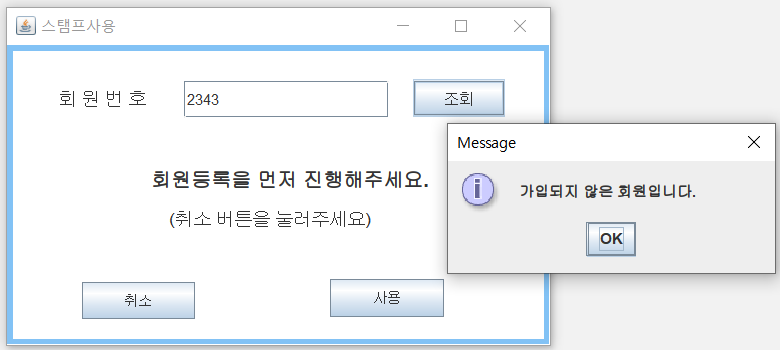 스탬프사용
회 원 번 호 2343 조회
Message
가입되지 않은 회원입니다.
OK
회원등록을 먼저 진행해주세요.
(취소 버튼을 눌러주세요)
취소 사용